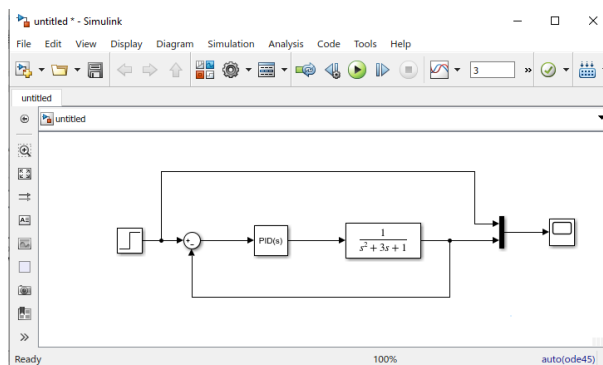 untitled * - Simulink
File Edit View Display Diagram Simulation Analysis Code Tools Help
3 »
untitled
untitled
PID(s)
1
s² + 3s + 1
+
-
A
»
Ready 100% auto(ode45)